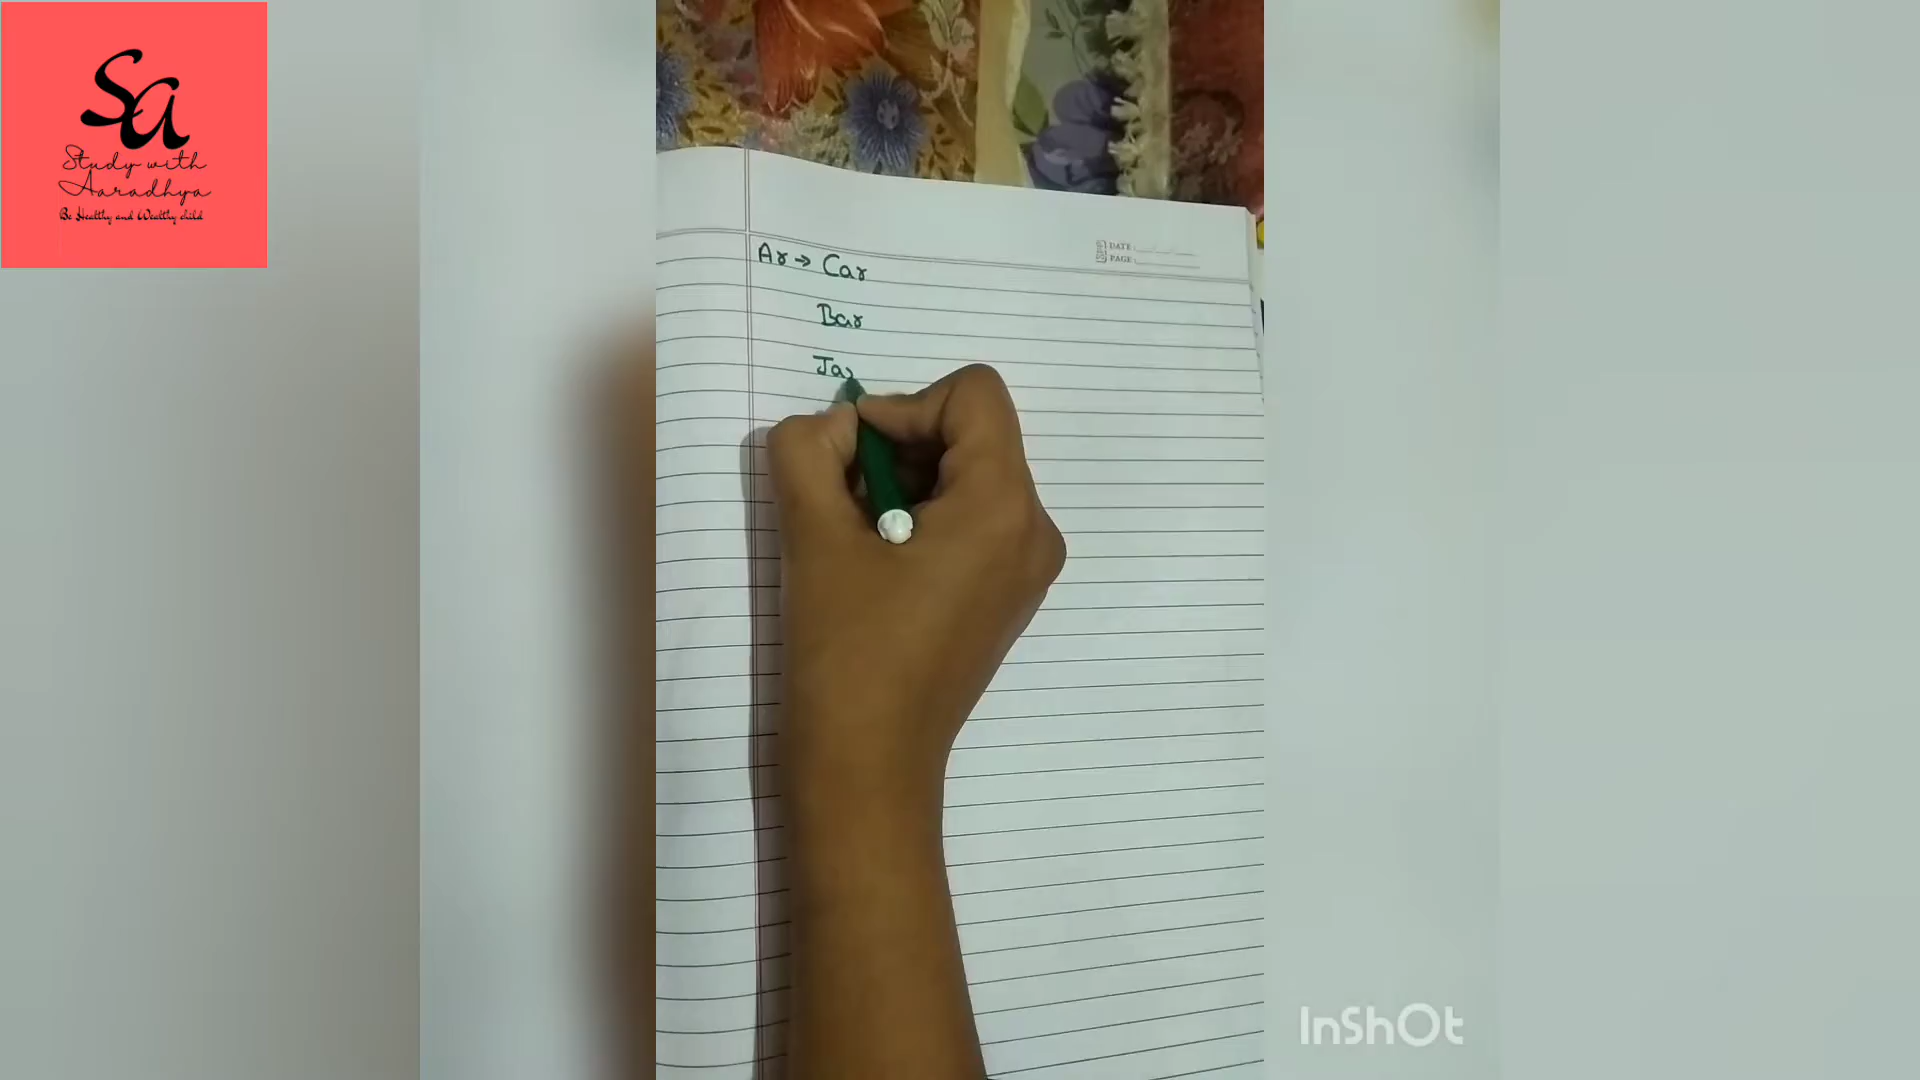 Sa
Study with
Aaradhya
Be Healthy and Wealthy child
DATE :
PAGE :
Ar → Car
Bar
Ja
InShOt